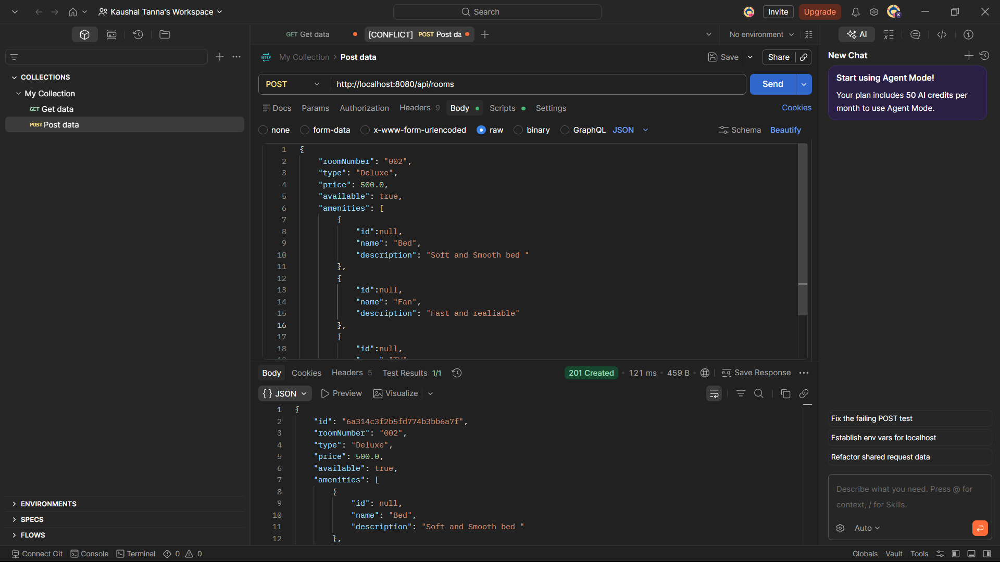 Kaushal Tanna's Workspace
Search
Invite
Upgrade
K
GET Get data
[CONFLICT] POST Post da
No environment
AI
HTTP My Collection > Post data
Save
Share
New Chat
COLLECTIONS
My Collection
GET Get data
POST Post data
Start using Agent Mode!
Your plan includes 50 AI credits per
month to use Agent Mode.
POST http://localhost:8080/api/rooms
Send
Docs Params Authorization Headers 9 Body Scripts Settings Cookies
none form-data x-www-form-urlencoded raw binary GraphQL JSON Schema Beautify
1 {
2 "roomNumber": "002",
3 "type": "Deluxe",
4 "price": 500.0,
5 "available": true,
6 "amenities": [
7 {
8 "id":null,
9 "name": "Bed",
10 "description": "Soft and Smooth bed "
11 },
12 {
13 "id":null,
14 "name": "Fan",
15 "description": "Fast and realiable"
16 },
17 {
18 "id":null,
Body Cookies Headers 5 Test Results 1/1 201 Created • 121 ms • 459 B e.g. Save Response
{} JSON Preview Visualize
1 {
2 "id": "6a314c3f2b5fd774b3bb6a7f",
3 "roomNumber": "002",
4 "type": "Deluxe",
5 "price": 500.0,
6 "available": true,
7 "amenities": [
8 {
9 "id": null,
10 "name": "Bed",
11 "description": "Soft and Smooth bed "
12 },
Fix the failing POST test
Establish env vars for localhost
Refactor shared request data
Describe what you need. Press @ for
context, / for Skills.
Auto
ENVIRONMENTS
SPECS
FLOWS
Connect Git Console Terminal 0 0
Globals Vault Tools